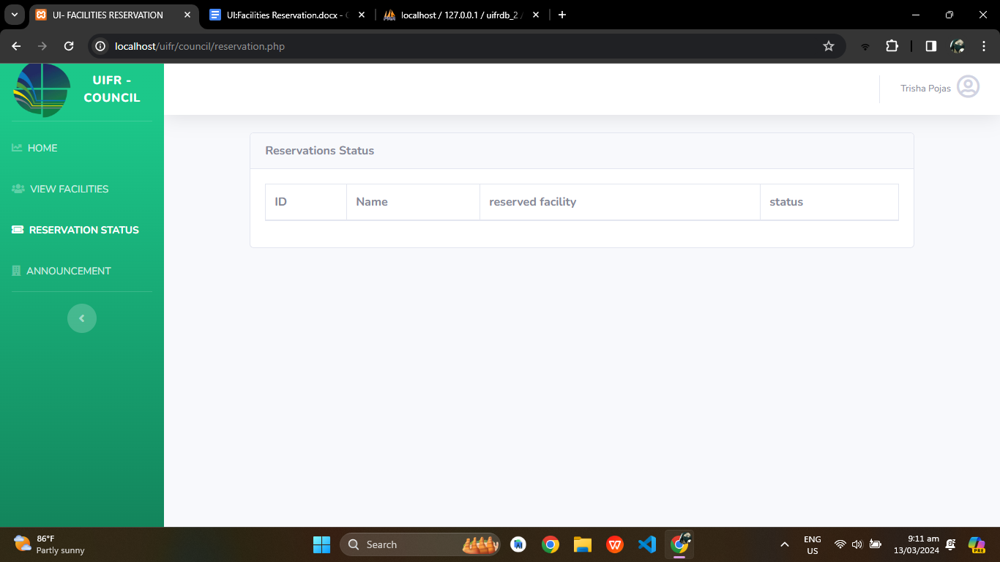 UI- FACILITIES RESERVATION
UI:Facilities Reservation.docx -
localhost / 127.0.0.1 / uifrdb_2
localhost/uifr/council/reservation.php
UIFR -
COUNCIL
Trisha Pojas
HOME
VIEW FACILITIES
RESERVATION STATUS
ANNOUNCEMENT
Reservations Status
ID Name reserved facility status
86°F
Partly sunny
Search
ENG
US
9:11 am
13/03/2024
PRE